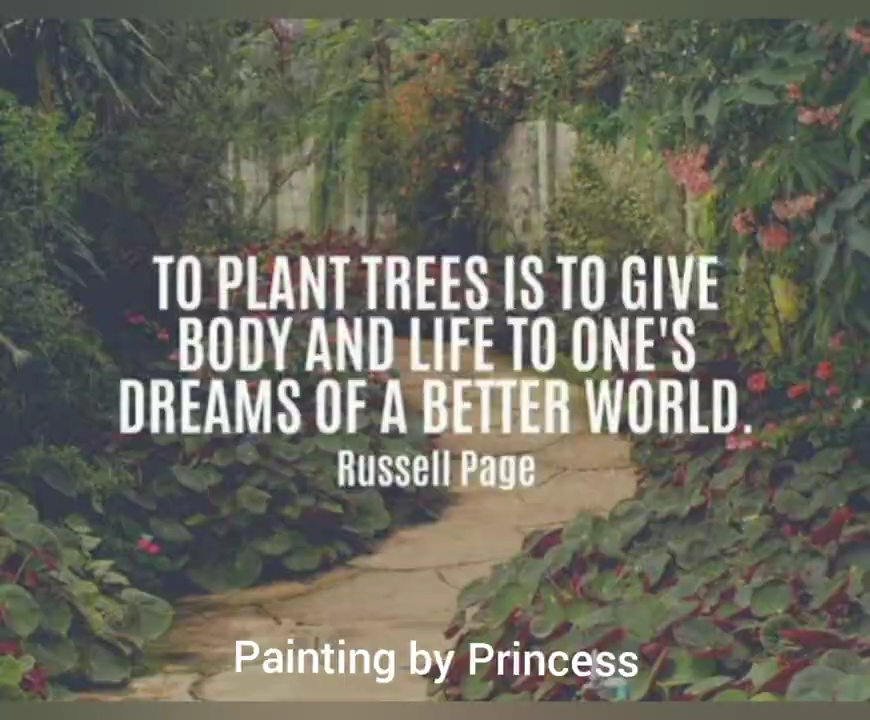 TO PLANT TREES IS TO GIVE
BODY AND LIFE TO ONE'S
DREAMS OF A BETTER WORLD.
Russell Page
Painting by Princess